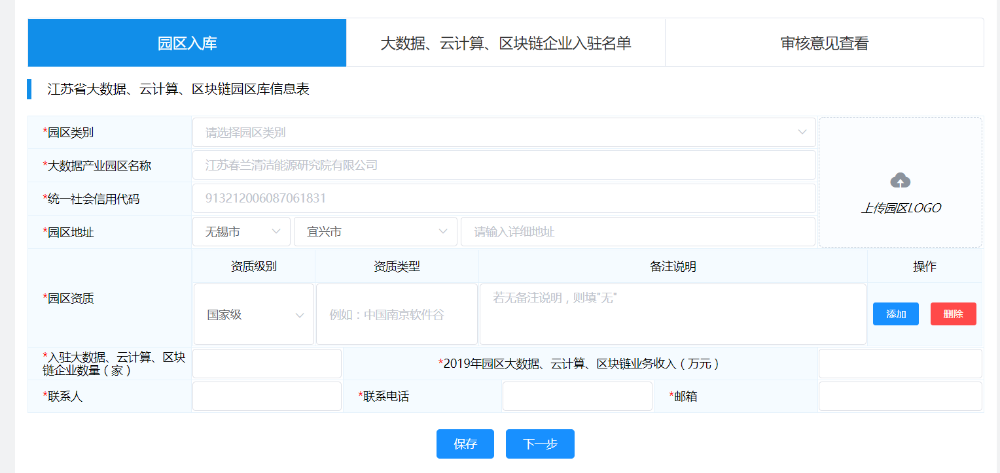 园区入库
大数据、云计算、区块链企业入驻名单
审核意见查看
江苏省大数据、云计算、区块链园区库信息表
*园区类别
请选择园区类别
*大数据产业园区名称
江苏春兰清洁能源研究院有限公司
*统一社会信用代码
913212006087061831
*园区地址
无锡市
宜兴市
请输入详细地址
上传园区LOGO
*园区资质
资质级别
资质类型
备注说明
操作
国家级
例如：中国南京软件谷
若无备注说明，则填"无"
添加
删除
*入驻大数据、云计算、区块
链企业数量（家）
*2019年园区大数据、云计算、区块链业务收入（万元）
*联系人
*联系电话
*邮箱
保存
下一步